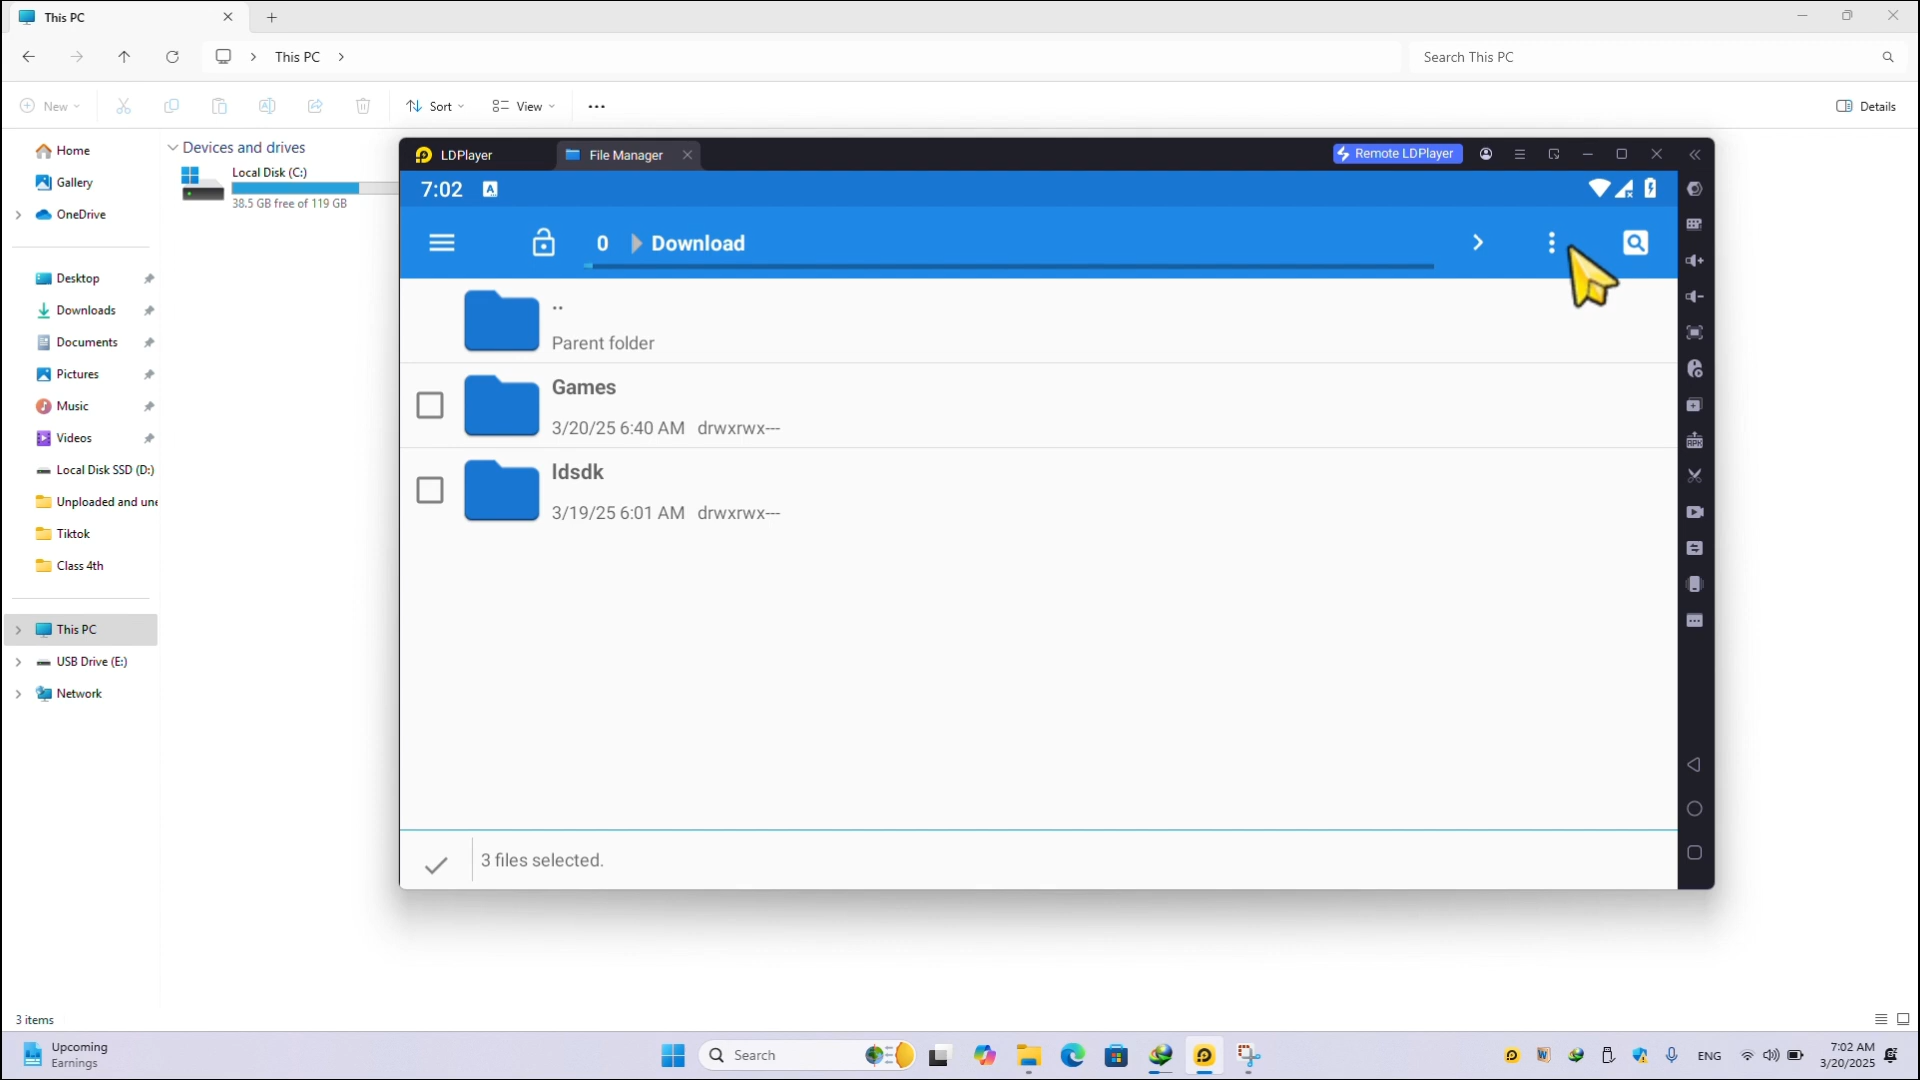 This PC
This PC
Search This PC
New
Sort
View
Details
Home
Gallery
OneDrive
Desktop
Downloads
Documents
Pictures
Music
Videos
Local Disk SSD (D:)
Unploaded and une
Tiktok
Class 4th
This PC
USB Drive (E:)
Network
Devices and drives
Local Disk (C:)
38.5 GB free of 119 GB
LDPlayer
File Manager
Remote LDPlayer
7:02
A
0
Download
..
Parent folder
Games
3/20/25 6:40 AM drwxrwx---
ldsdk
3/19/25 6:01 AM drwxrwx---
3 files selected.
3 items
Upcoming
Earnings
Search
ENG
7:02 AM
3/20/2025